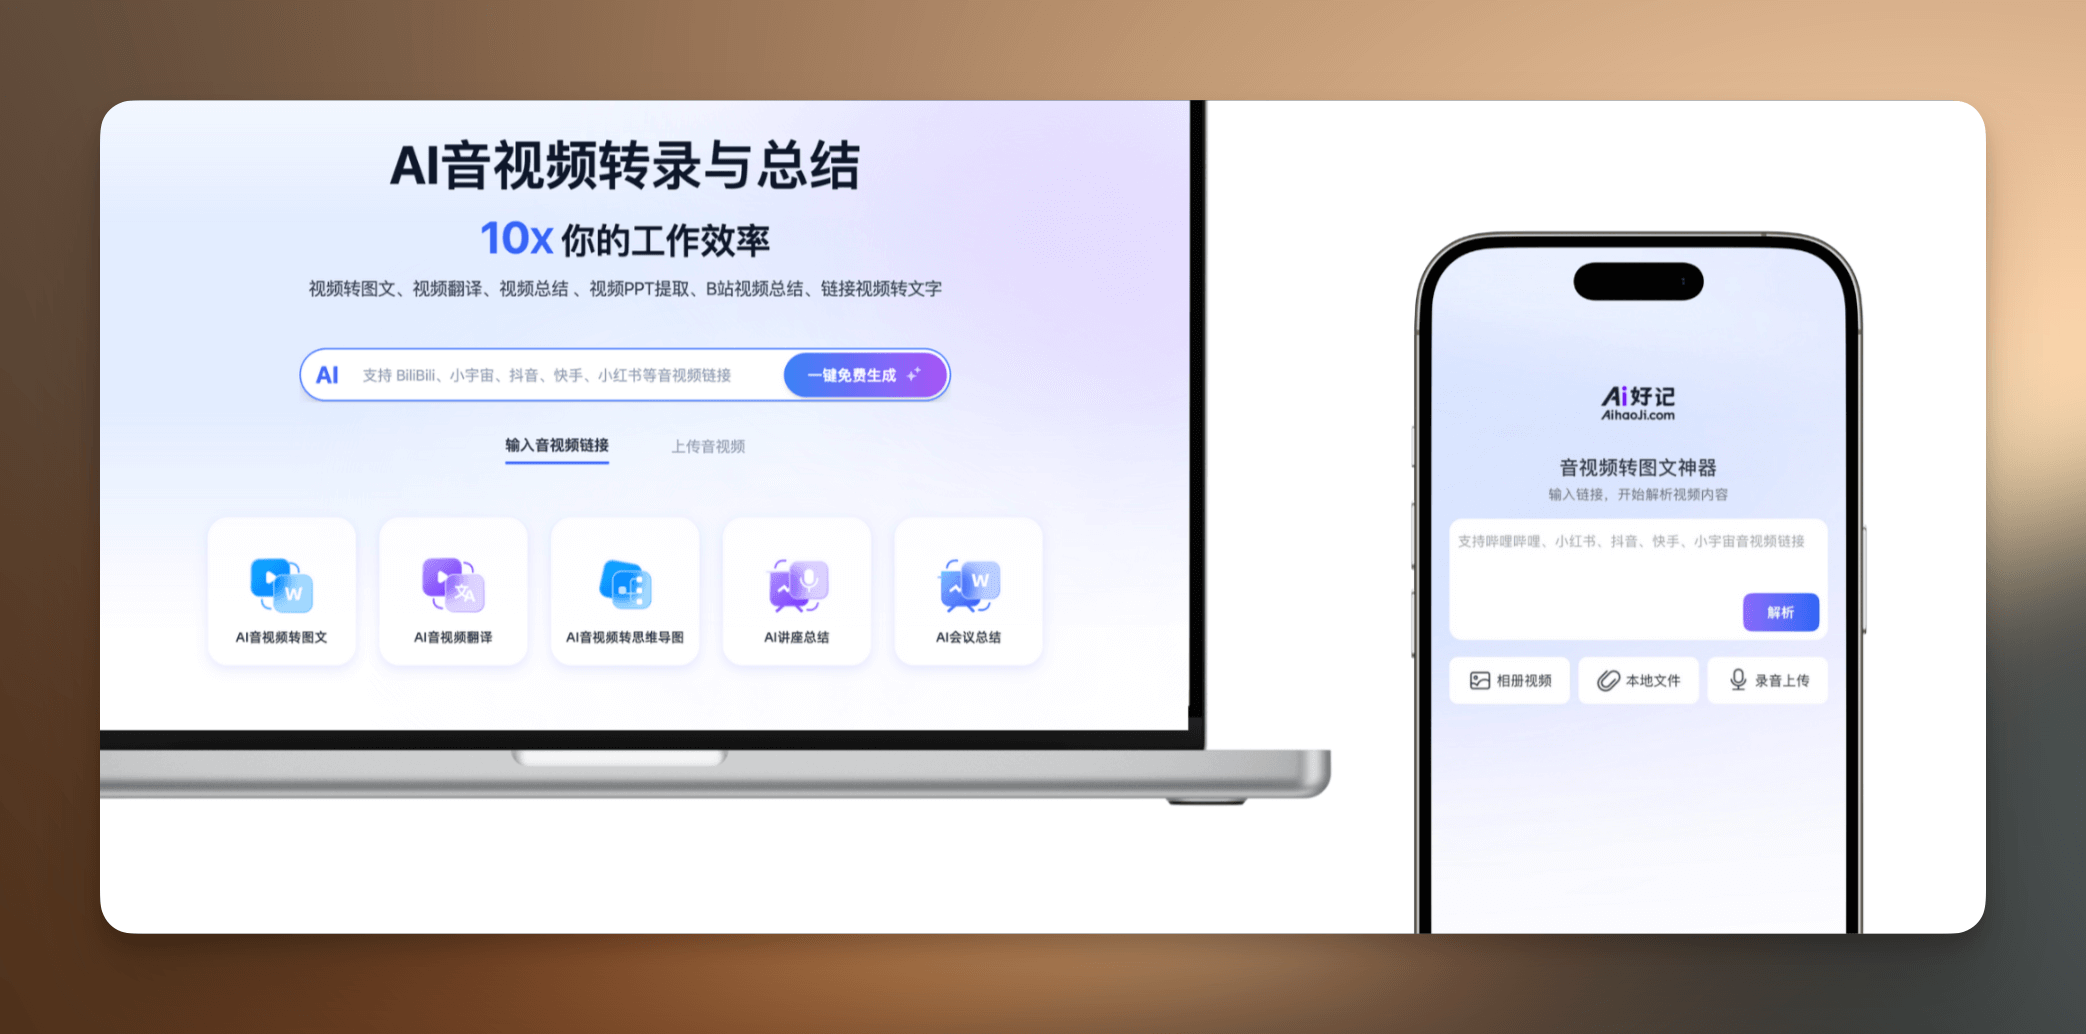 AI音视频转录与总结
10x 你的工作效率
视频转图文、视频翻译、视频总结 、视频PPT提取、B站视频总结、链接视频转文字
AI 支持 BiliBili、小宇宙、抖音、快手、小红书等音视频链接 一键免费生成
输入音视频链接 上传音视频
W
文A
W
AI音视频转图文 AI音视频翻译 AI音视频转思维导图 AI讲座总结 AI会议总结
Ai好记
AihaoJi.com
音视频转图文神器
输入链接，开始解析视频内容
支持哔哩哔哩、小红书、抖音、快手、小宇宙音视频链接
解析
相册视频 本地文件 录音上传